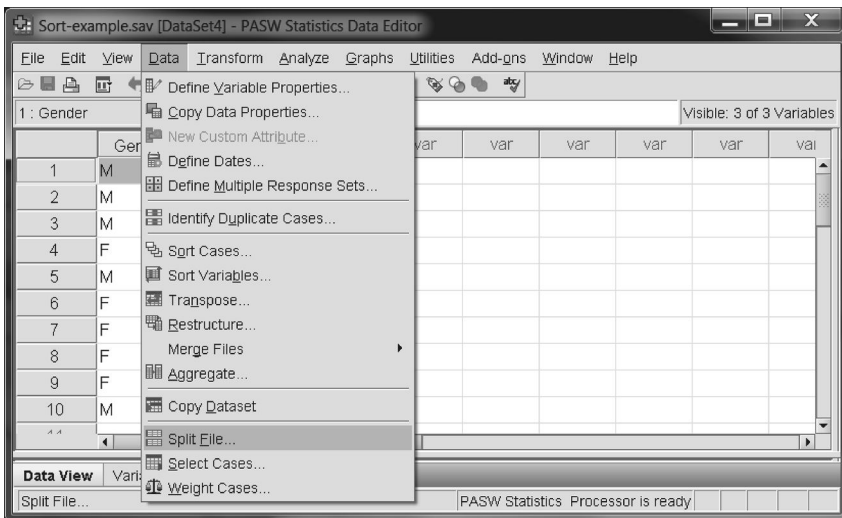 Sort-example.sav [DataSet4] - PASW Statistics Data Editor
File Edit View Data Transform Analyze Graphs Utilities Add-ons Window Help
1 : Gender
Visible: 3 of 3 Variables
Define Variable Properties...
Copy Data Properties...
New Custom Attribute...
Define Dates...
Define Multiple Response Sets...
Identify Duplicate Cases...
Sort Cases...
Sort Variables...
Transpose...
Restructure...
Merge Files
Aggregate...
Copy Dataset
Split File...
Select Cases...
Weight Cases...
Ger var var var var var var
1 M
2 M
3 M
4 F
5 M
6 F
7 F
8 F
9 F
10 M
Data View Vari
Split File... PASW Statistics Processor is ready